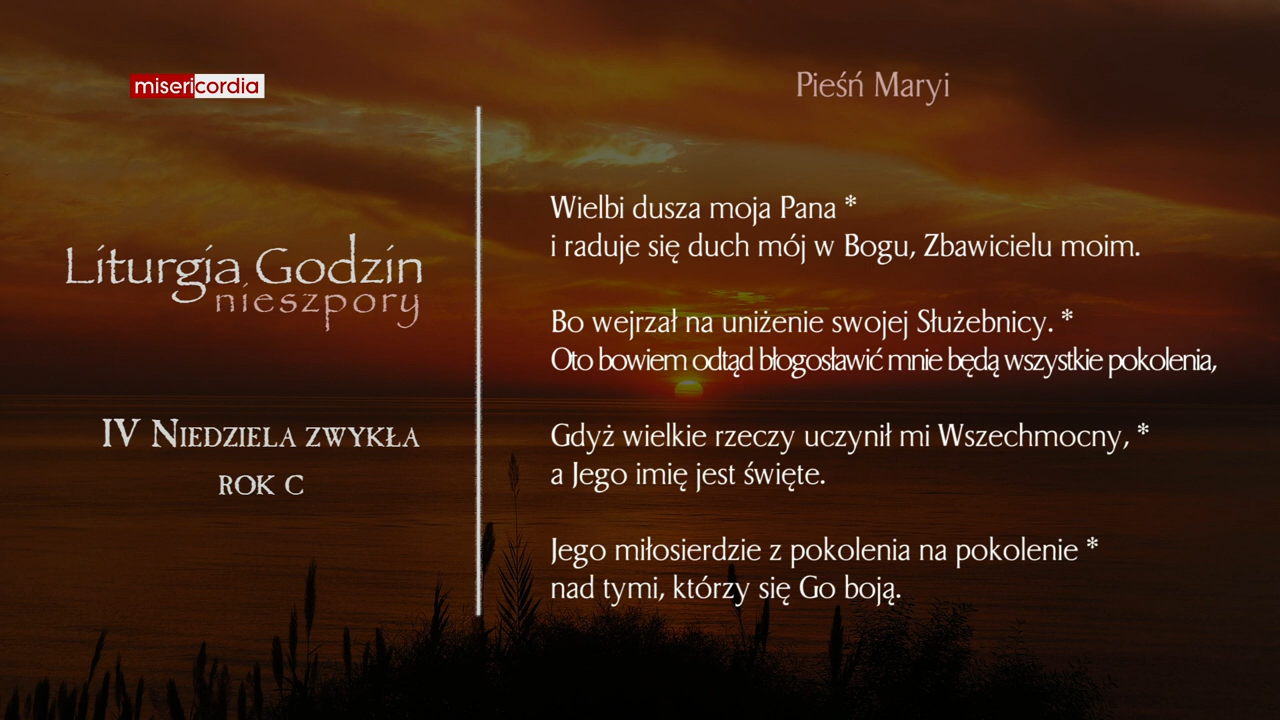 misericordia
Liturgia Godzin
nieszpory
IV Niedziela zwykła
rok C
Pieśń Maryi
Wielbi dusza moja Pana *
i raduje się duch mój w Bogu, Zbawicielu moim.
Bo wejrzał na uniżenie swojej Służebnicy. *
Oto bowiem odtąd błogosławić mnie będą wszystkie pokolenia,
Gdyż wielkie rzeczy uczynił mi Wszechmocny, *
a Jego imię jest święte.
Jego miłosierdzie z pokolenia na pokolenie *
nad tymi, którzy się Go boją.